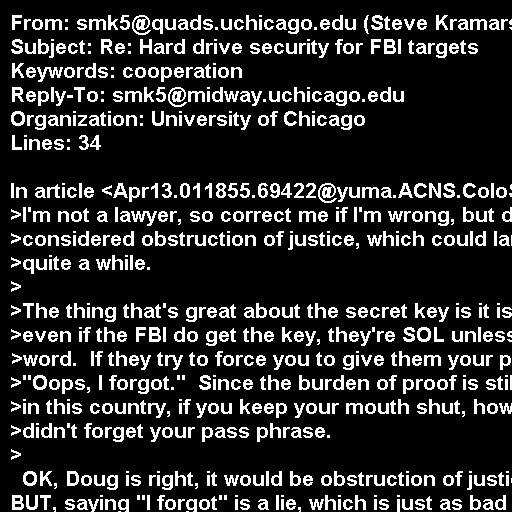 From: smk5@quads.uchicago.edu (Steve Kramars
Subject: Re: Hard drive security for FBI targets
Keywords: cooperation
Reply-To: smk5@midway.uchicago.edu
Organization: University of Chicago
Lines: 34

In article <Apr13.011855.69422@yuma.ACNS.ColoS
>I'm not a lawyer, so correct me if I'm wrong, but d
>considered obstruction of justice, which could lan
>quite a while.
>
>The thing that's great about the secret key is it is
>even if the FBI do get the key, they're SOL unless
>word.  If they try to force you to give them your p
>"Oops, I forgot."  Since the burden of proof is stil
>in this country, if you keep your mouth shut, how
>didn't forget your pass phrase.
>
  OK, Doug is right, it would be obstruction of justi
BUT, saying "I forgot" is a lie, which is just as bad